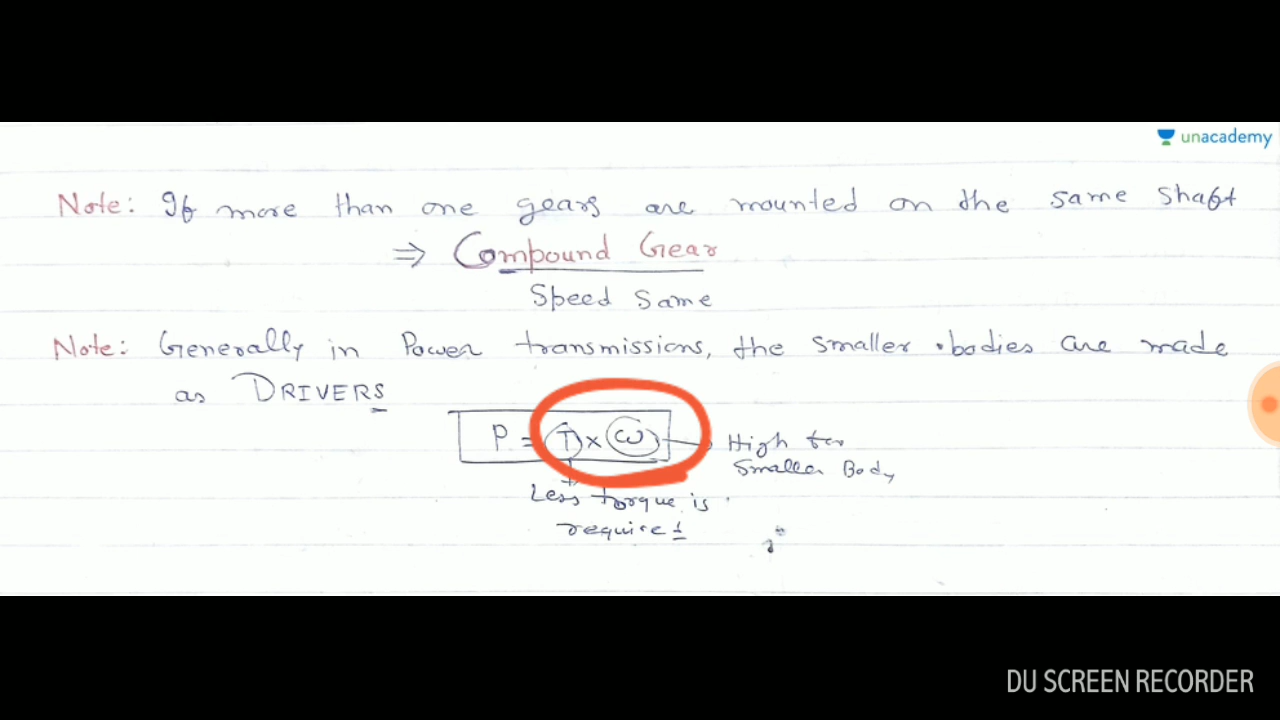 unacademy
Note: If more than one gears are mounted on the same shaft
⇒ Compound Gear
Speed same
Note: Generally in Power transmissions, the smaller bodies are made
as DRIVERS
P = T × ω → High for
Smaller Body
Less torque is
required
DU SCREEN RECORDER